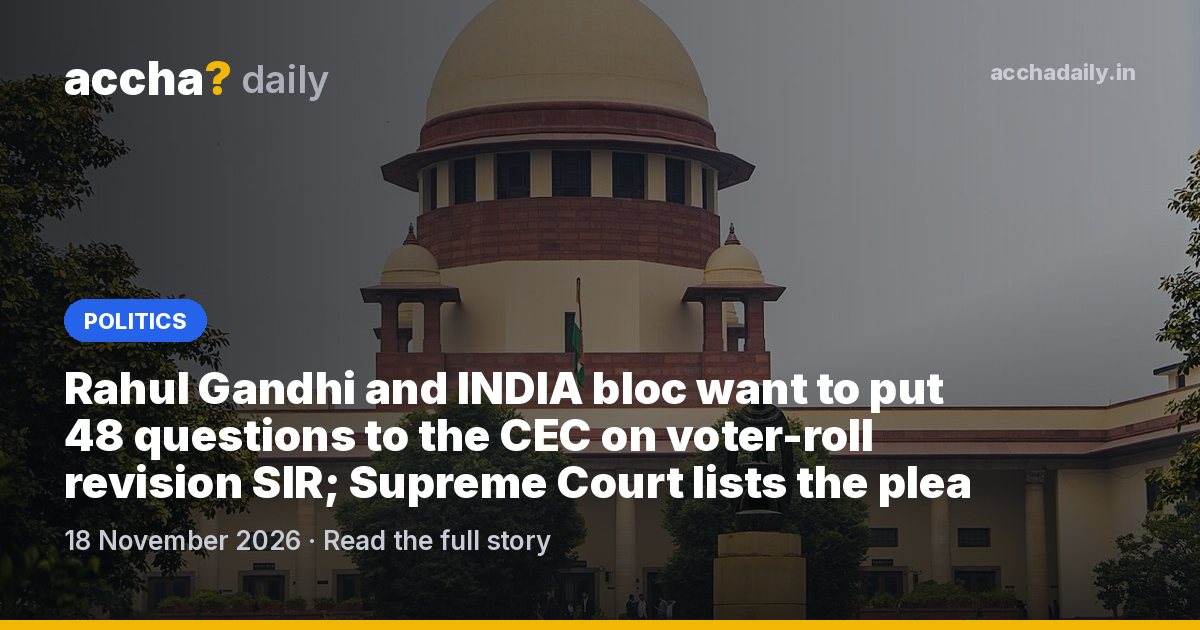 accha? daily
acchadaily.in
POLITICS
Rahul Gandhi and INDIA bloc want to put
48 questions to the CEC on voter-roll
revision SIR; Supreme Court lists the plea
18 November 2026 · Read the full story